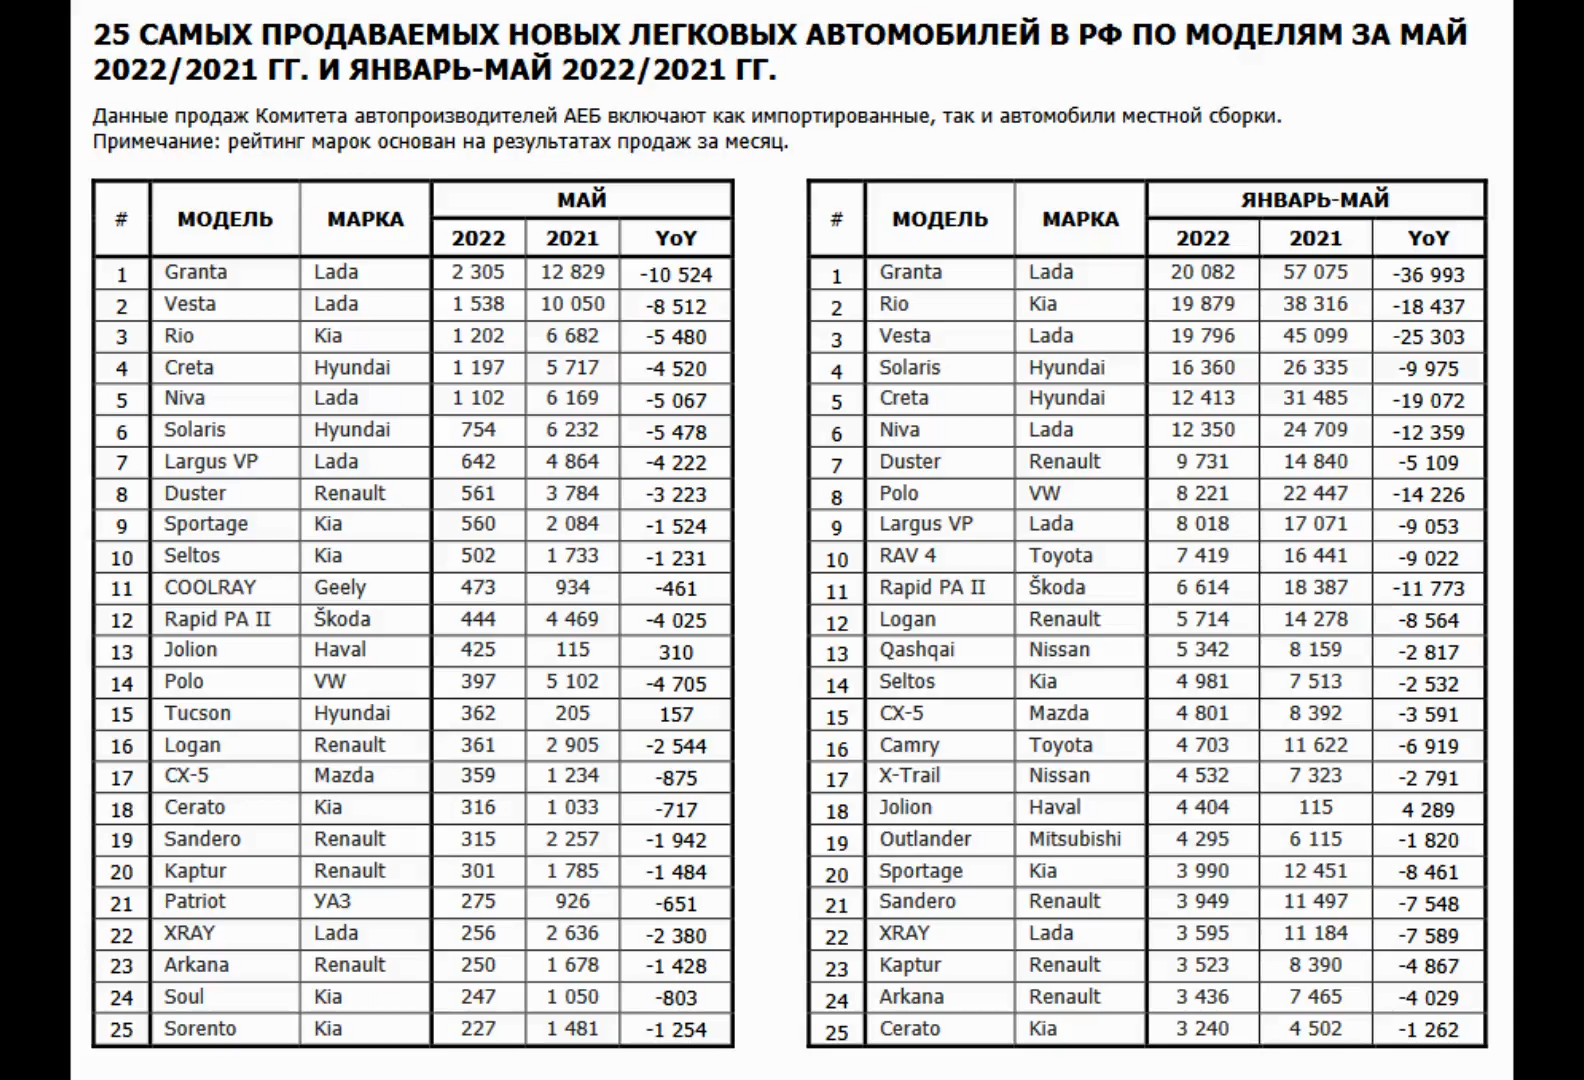 25 САМЫХ ПРОДАВАЕМЫХ НОВЫХ ЛЕГКОВЫХ АВТОМОБИЛЕЙ В РФ ПО МОДЕЛЯМ ЗА МАЙ
2022/2021 ГГ. И ЯНВАРЬ-МАЙ 2022/2021 ГГ.
Данные продаж Комитета автопроизводителей АЕБ включают как импортированные, так и автомобили местной сборки.
Примечание: рейтинг марок основан на результатах продаж за месяц.
# МОДЕЛЬ МАРКА МАЙ
2022 2021 YoY
1 Granta Lada 2 305 12 829 -10 524
2 Vesta Lada 1 538 10 050 -8 512
3 Rio Kia 1 202 6 682 -5 480
4 Creta Hyundai 1 197 5 717 -4 520
5 Niva Lada 1 102 6 169 -5 067
6 Solaris Hyundai 754 6 232 -5 478
7 Largus VP Lada 642 4 864 -4 222
8 Duster Renault 561 3 784 -3 223
9 Sportage Kia 560 2 084 -1 524
10 Seltos Kia 502 1 733 -1 231
11 COOLRAY Geely 473 934 -461
12 Rapid PA II Škoda 444 4 469 -4 025
13 Jolion Haval 425 115 310
14 Polo VW 397 5 102 -4 705
15 Tucson Hyundai 362 205 157
16 Logan Renault 361 2 905 -2 544
17 CX-5 Mazda 359 1 234 -875
18 Cerato Kia 316 1 033 -717
19 Sandero Renault 315 2 257 -1 942
20 Kaptur Renault 301 1 785 -1 484
21 Patriot УАЗ 275 926 -651
22 XRAY Lada 256 2 636 -2 380
23 Arkana Renault 250 1 678 -1 428
24 Soul Kia 247 1 050 -803
25 Sorento Kia 227 1 481 -1 254
# МОДЕЛЬ МАРКА ЯНВАРЬ-МАЙ
2022 2021 YoY
1 Granta Lada 20 082 57 075 -36 993
2 Rio Kia 19 879 38 316 -18 437
3 Vesta Lada 19 796 45 099 -25 303
4 Solaris Hyundai 16 360 26 335 -9 975
5 Creta Hyundai 12 413 31 485 -19 072
6 Niva Lada 12 350 24 709 -12 359
7 Duster Renault 9 731 14 840 -5 109
8 Polo VW 8 221 22 447 -14 226
9 Largus VP Lada 8 018 17 071 -9 053
10 RAV 4 Toyota 7 419 16 441 -9 022
11 Rapid PA II Škoda 6 614 18 387 -11 773
12 Logan Renault 5 714 14 278 -8 564
13 Qashqai Nissan 5 342 8 159 -2 817
14 Seltos Kia 4 981 7 513 -2 532
15 CX-5 Mazda 4 801 8 392 -3 591
16 Camry Toyota 4 703 11 622 -6 919
17 X-Trail Nissan 4 532 7 323 -2 791
18 Jolion Haval 4 404 115 4 289
19 Outlander Mitsubishi 4 295 6 115 -1 820
20 Sportage Kia 3 990 12 451 -8 461
21 Sandero Renault 3 949 11 497 -7 548
22 XRAY Lada 3 595 11 184 -7 589
23 Kaptur Renault 3 523 8 390 -4 867
24 Arkana Renault 3 436 7 465 -4 029
25 Cerato Kia 3 240 4 502 -1 262